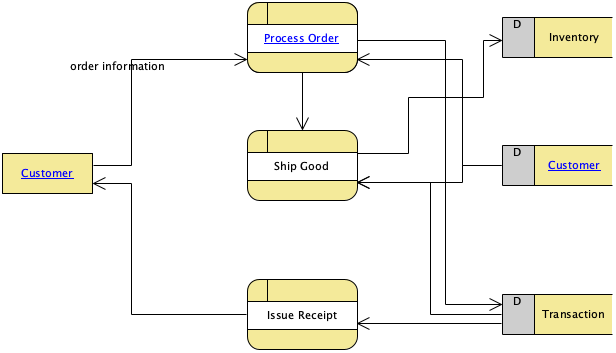 D
Process Order
Inventory
order information
D
Customer
Ship Good
Customer
D
Issue Receipt
Transaction